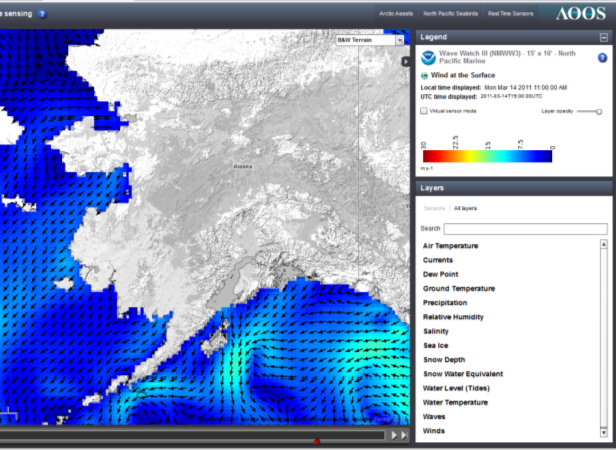 e sensing ?
Arctic Assets North Pacific Seabirds Real Time Sensors AOOS
B&W Terrain
Legend
Wave Watch III (NMWW3) - 15' x 10' - North
Pacific Marine
?
Wind at the Surface
Local time displayed: Mon Mar 14 2011 11:00:00 AM
UTC time displayed: 2011-03-14T19:00:00UTC
Virtual sensor mode Layer opacity
30 22.5 15 7.5 0
Alaska
Layers
Sensors | All layers
Search
Air Temperature
Currents
Dew Point
Ground Temperature
Precipitation
Relative Humidity
Salinity
Sea Ice
Snow Depth
Snow Water Equivalent
Water Level (Tides)
Water Temperature
Waves
Winds